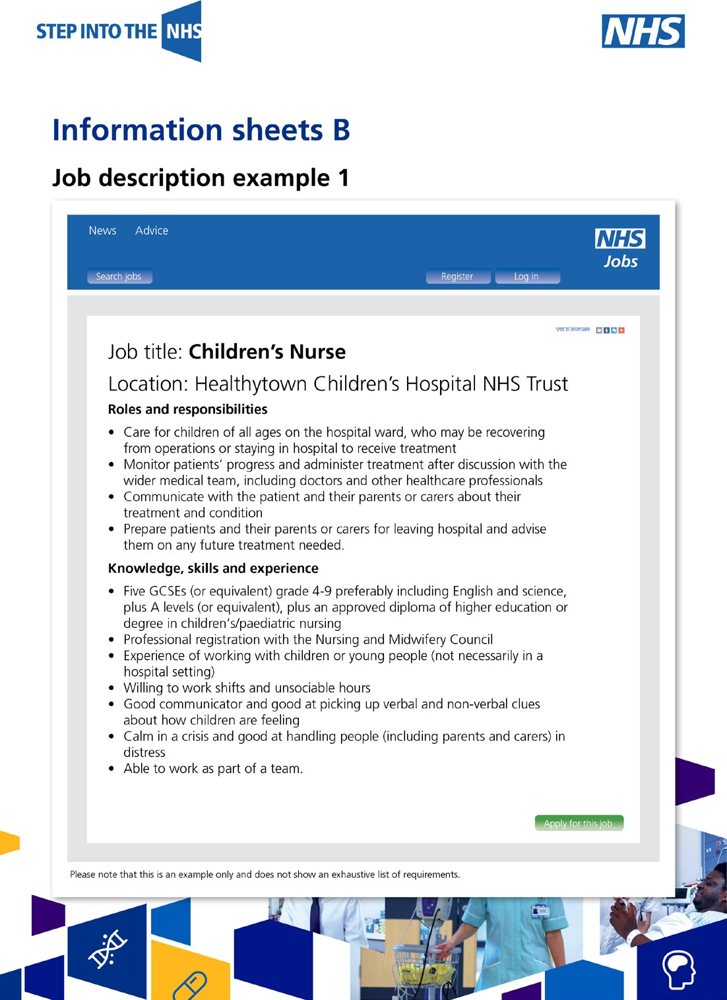 STEP INTO THE NHS
NHS
Information sheets B
Job description example 1
News Advice
NHS
Jobs
Search jobs
Register
Log in
Job title: Children’s Nurse
Location: Healthytown Children’s Hospital NHS Trust
Roles and responsibilities
• Care for children of all ages on the hospital ward, who may be recovering
from operations or staying in hospital to receive treatment
• Monitor patients’ progress and administer treatment after discussion with the
wider medical team, including doctors and other healthcare professionals
• Communicate with the patient and their parents or carers about their
treatment and condition
• Prepare patients and their parents or carers for leaving hospital and advise
them on any future treatment needed.
Knowledge, skills and experience
• Five GCSEs (or equivalent) grade 4-9 preferably including English and science,
plus A levels (or equivalent), plus an approved diploma of higher education or
degree in children’s/paediatric nursing
• Professional registration with the Nursing and Midwifery Council
• Experience of working with children or young people (not necessarily in a
hospital setting)
• Willing to work shifts and unsociable hours
• Good communicator and good at picking up verbal and non-verbal clues
about how children are feeling
• Calm in a crisis and good at handling people (including parents and carers) in
distress
• Able to work as part of a team.
Apply for this job
Please note that this is an example only and does not show an exhaustive list of requirements.